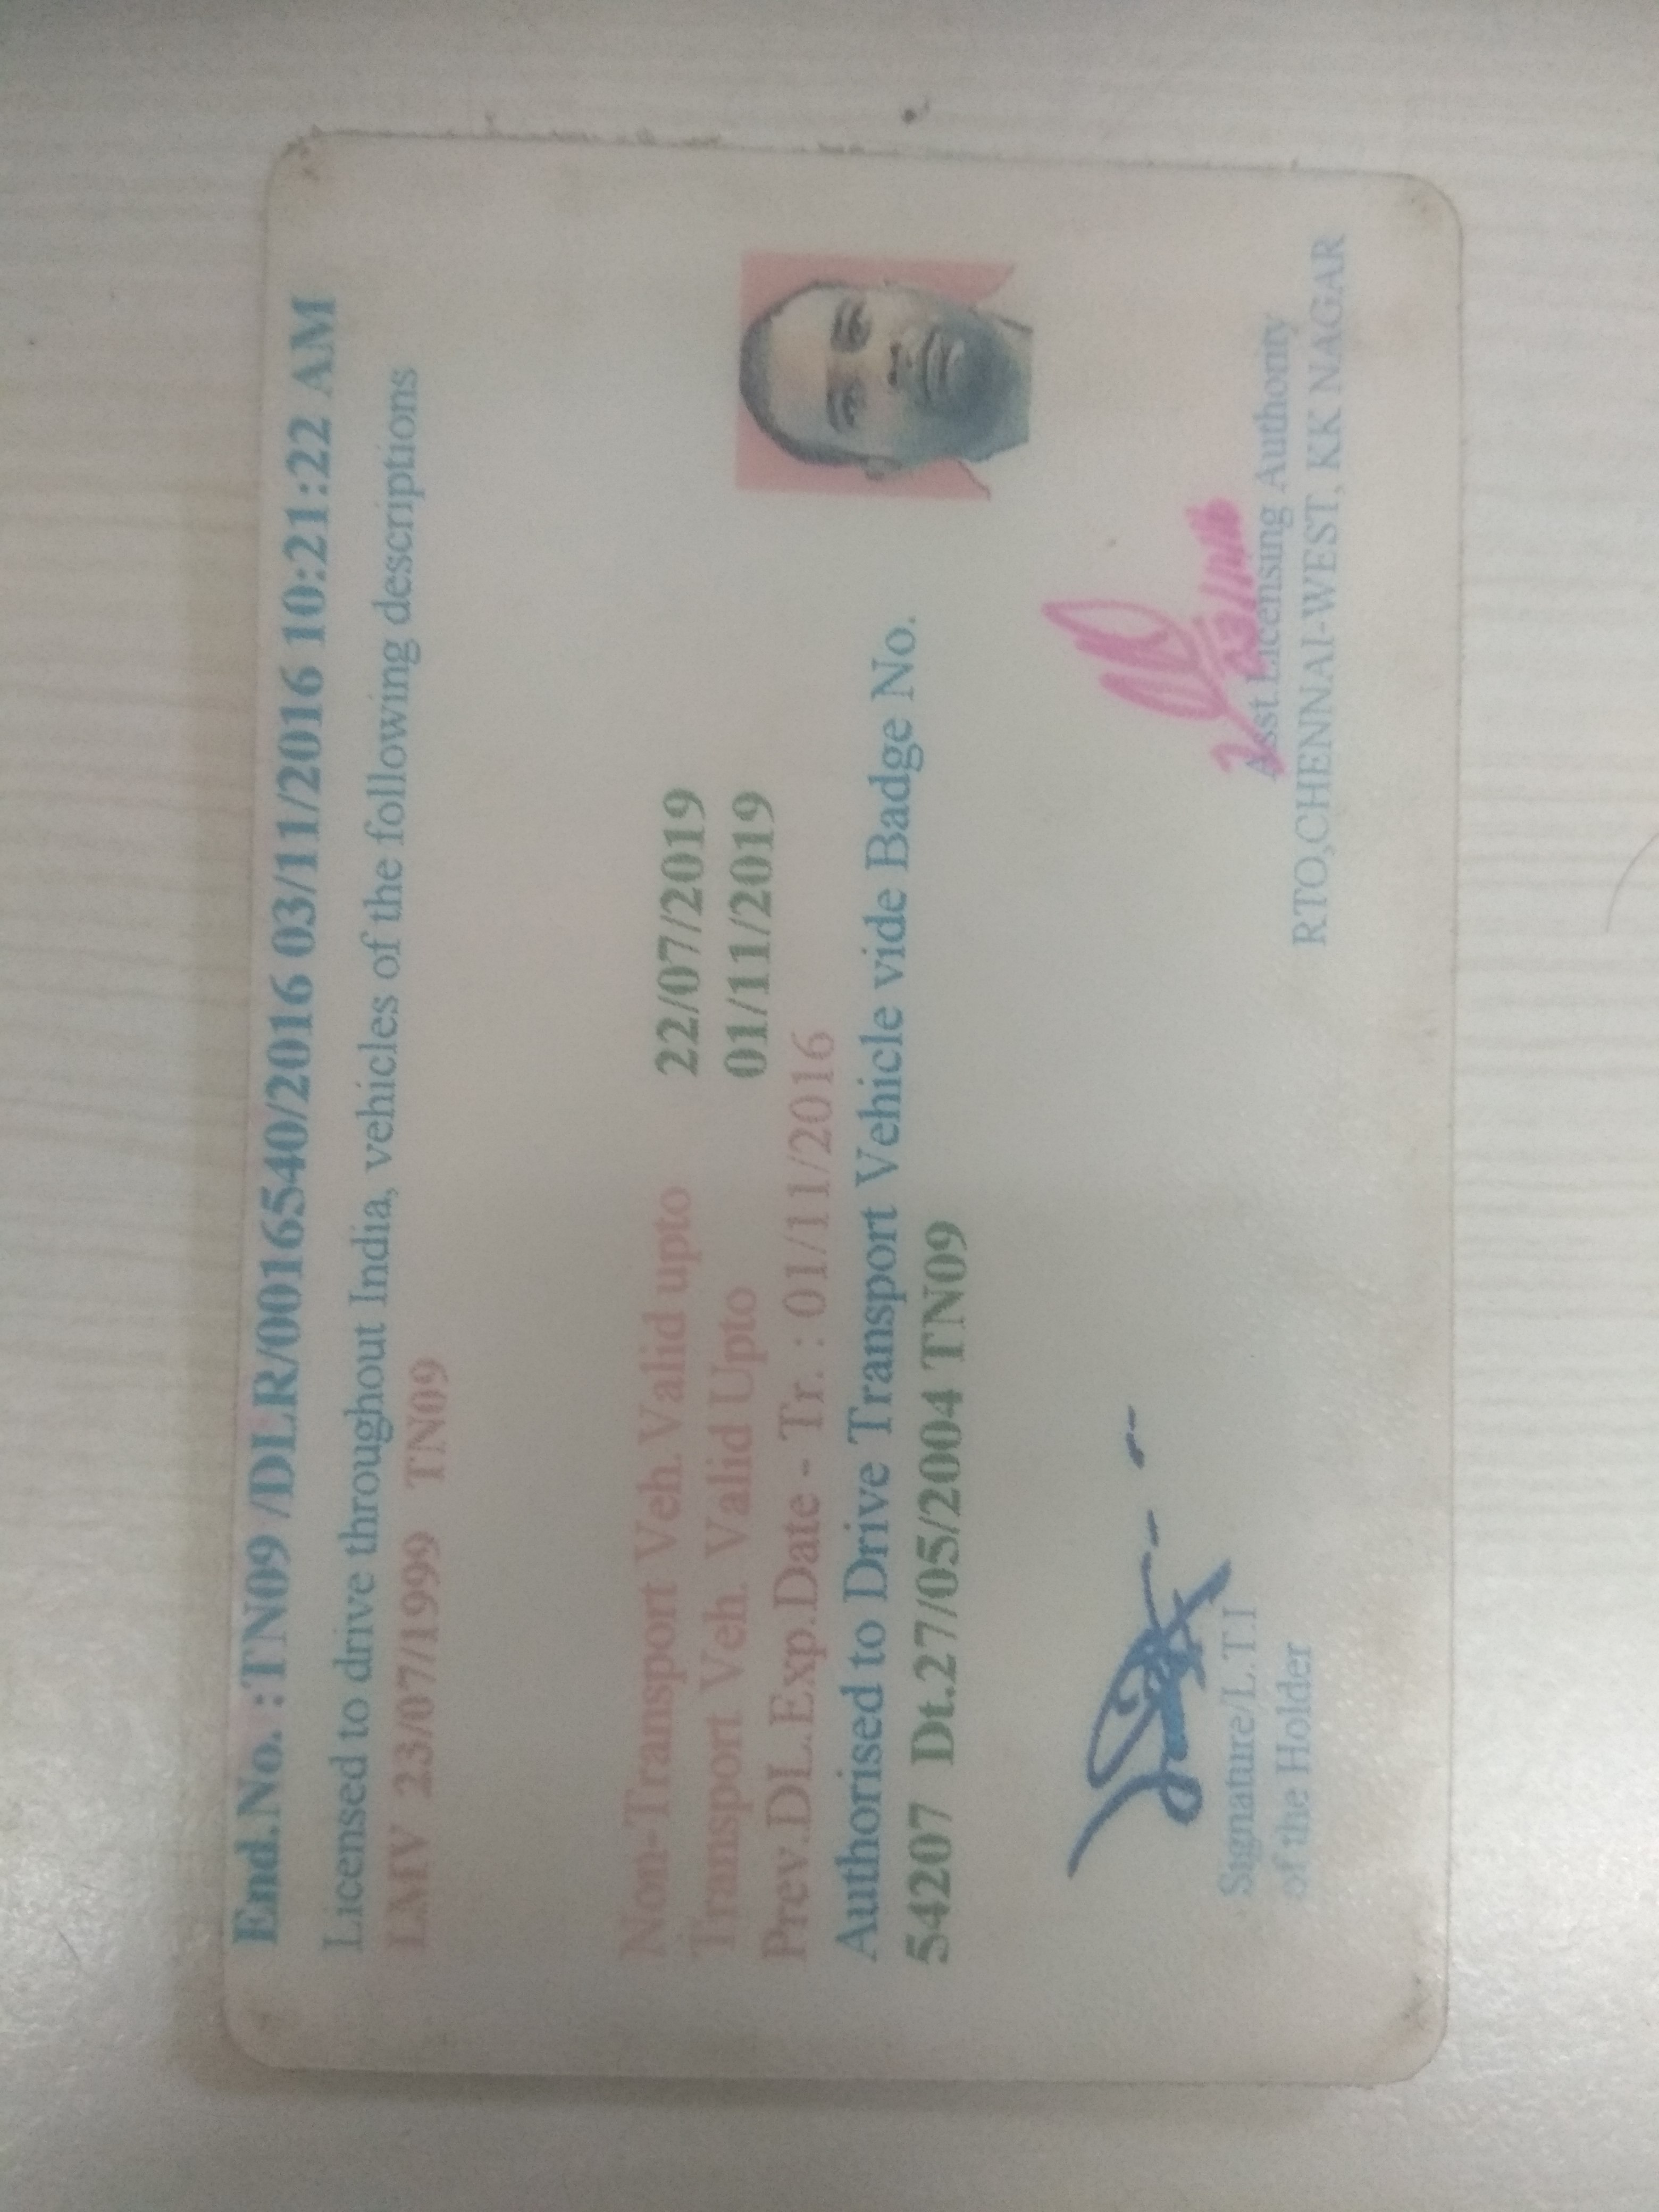 End.No. :TN09 /DLR/0016540/2016 03/11/2016 10:21:22 AM
Licensed to drive throughout India, vehicles of the following descriptions
LMV 23/07/1999 TN09
Non-Transport Veh. Valid upto 22/07/2019
Transport Veh. Valid Upto 01/11/2019
Prev.DL.Exp.Date - Tr. : 01/11/2016
Authorised to Drive Transport Vehicle vide Badge No.
54207 Dt.27/05/2004 TN09
Signature/L.T.I
of the Holder
Asst Licensing Authority
RTO,CHENNAI-WEST, KK NAGAR